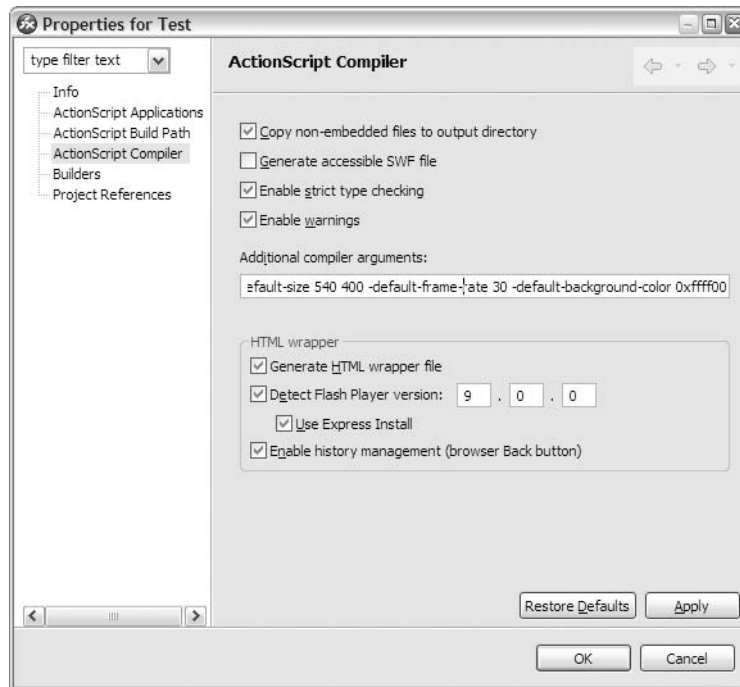 Properties for Test
type filter text
Info
ActionScript Applications
ActionScript Build Path
ActionScript Compiler
Builders
Project References
ActionScript Compiler
Copy non-embedded files to output directory
Generate accessible SWF file
Enable strict type checking
Enable warnings
Additional compiler arguments:
efault-size 540 400 -default-frame-rate 30 -default-background-color 0xffff00
HTML wrapper
Generate HTML wrapper file
Detect Flash Player version: 9 . 0 . 0
Use Express Install
Enable history management (browser Back button)
Restore Defaults Apply
OK Cancel